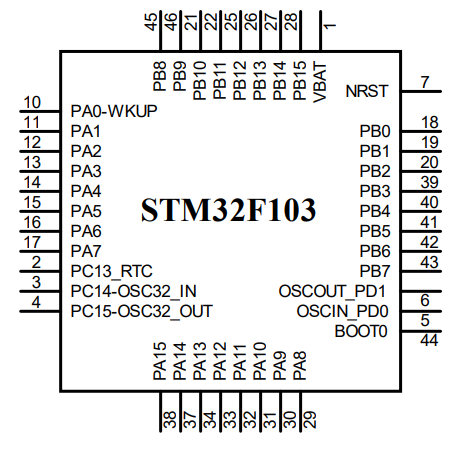 45 46 21 22 25 26 27 28 1
PB8 PB9 PB10 PB11 PB12 PB13 PB14 PB15 VBAT
NRST 7
10 PA0-WKUP
11 PA1 PB0 18
12 PA2 PB1 19
13 PA3 PB2 20
14 PA4 PB3 39
15 PA5 STM32F103 PB4 40
16 PA6 PB5 41
17 PA7 PB6 42
2 PC13_RTC PB7 43
3 PC14-OSC32_IN OSCOUT_PD1
4 PC15-OSC32_OUT OSCIN_PD0 6
BOOT0 5
44
PA15 PA14 PA13 PA12 PA11 PA10 PA9 PA8
38 37 34 33 32 31 30 29